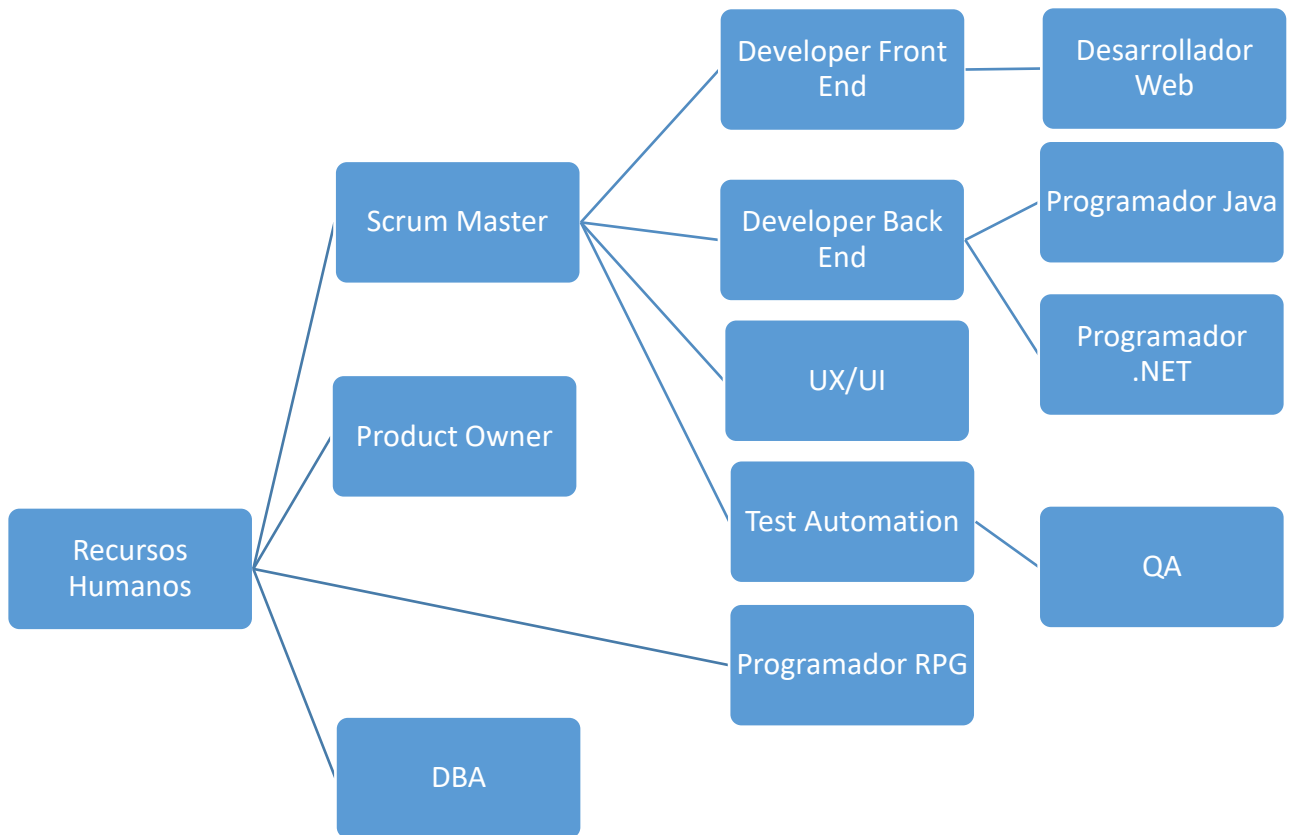 Developer Front
End
Desarrollador
Web
Scrum Master
Developer Back
End
Programador Java
Programador
.NET
UX/UI
Product Owner
Test Automation
QA
Recursos
Humanos
Programador RPG
DBA